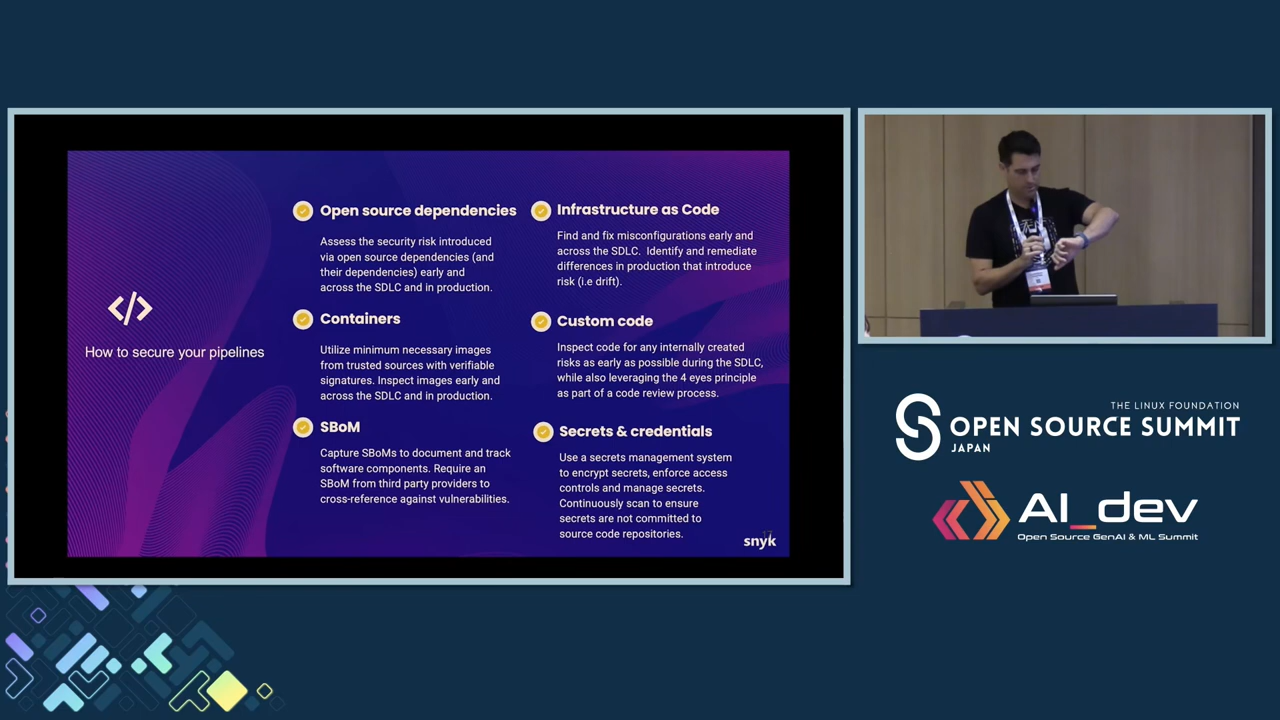 </>
How to secure your pipelines
Open source dependencies
Assess the security risk introduced
via open source dependencies (and
their dependencies) early and
across the SDLC and in production.
Containers
Utilize minimum necessary images
from trusted sources with verifiable
signatures. Inspect images early and
across the SDLC and in production.
SBoM
Capture SBoMs to document and track
software components. Require an
SBoM from third party providers to
cross-reference against vulnerabilities.
Infrastructure as Code
Find and fix misconfigurations early and
across the SDLC. Identify and remediate
differences in production that introduce
risk (i.e drift).
Custom code
Inspect code for any internally created
risks as early as possible during the SDLC,
while also leveraging the 4 eyes principle
as part of a code review process.
Secrets & credentials
Use a secrets management system
to encrypt secrets, enforce access
controls and manage secrets.
Continuously scan to ensure
secrets are not committed to
source code repositories.
snyk
THE LINUX FOUNDATION
OPEN SOURCE SUMMIT
JAPAN
AI_dev
Open Source GenAI & ML Summit